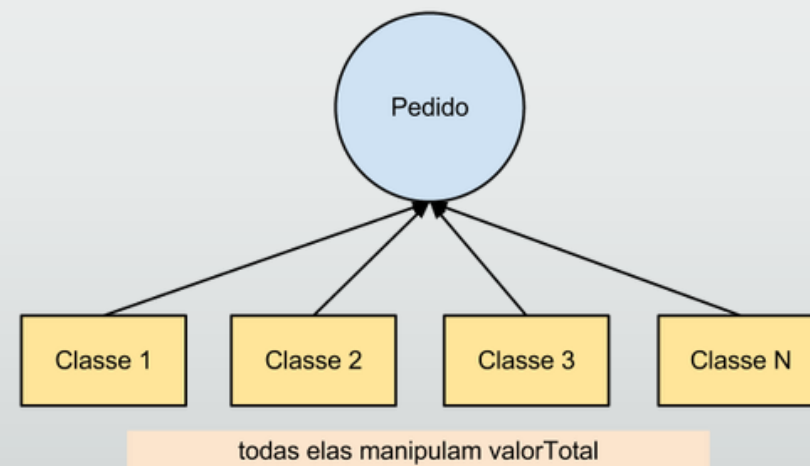 Pedido
Classe 1
Classe 2
Classe 3
Classe N
todas elas manipulam valorTotal